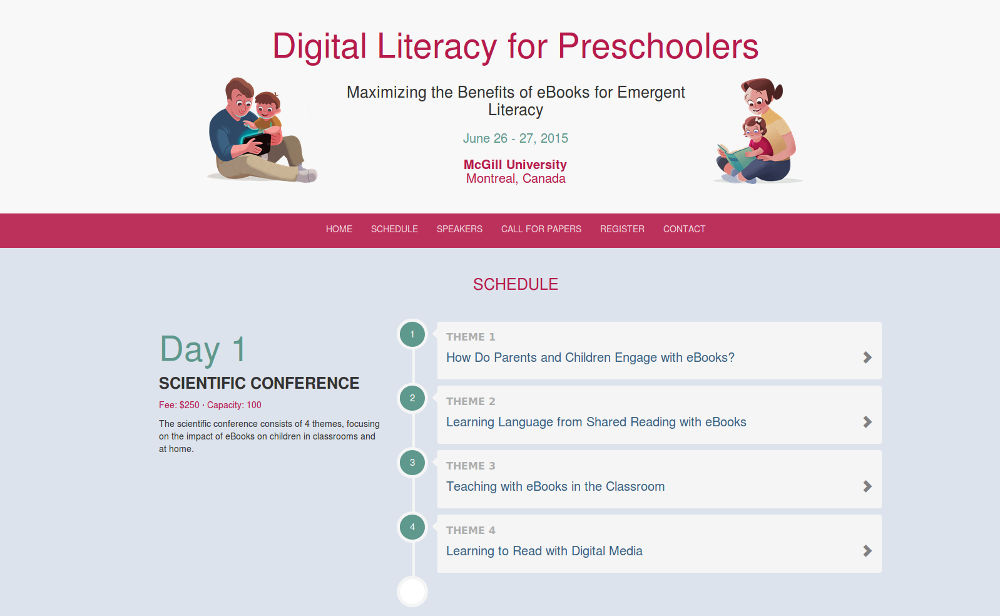 Digital Literacy for Preschoolers
Maximizing the Benefits of eBooks for Emergent
Literacy
June 26 - 27, 2015
McGill University
Montreal, Canada
HOME SCHEDULE SPEAKERS CALL FOR PAPERS REGISTER CONTACT
SCHEDULE
Day 1
SCIENTIFIC CONFERENCE
Fee: $250 · Capacity: 100
The scientific conference consists of 4 themes, focusing
on the impact of eBooks on children in classrooms and
at home.
1
THEME 1
How Do Parents and Children Engage with eBooks?
2
THEME 2
Learning Language from Shared Reading with eBooks
3
THEME 3
Teaching with eBooks in the Classroom
4
THEME 4
Learning to Read with Digital Media